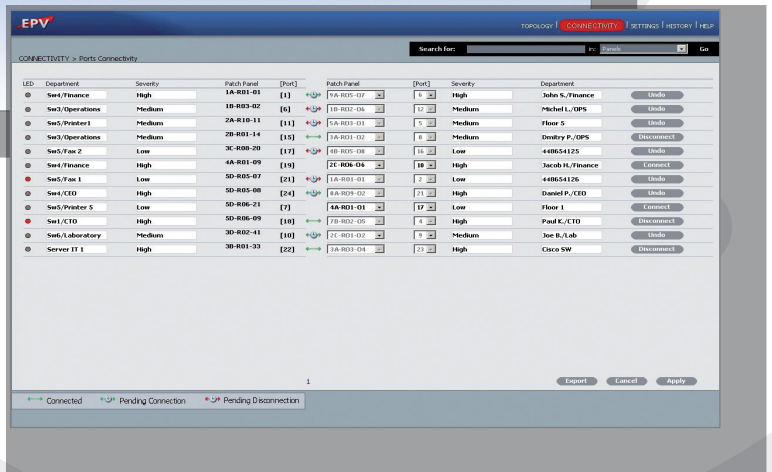 EPV
TOPOLOGY | CONNECTIVITY | SETTINGS | HISTORY | HELP
Search for: in: Panels Go
CONNECTIVITY > Ports Connectivity
LED Department Severity Patch Panel [Port] Patch Panel [Port] Severity Department
Sw4/Finance High 1A-R01-01 [1] 9A-R05-07 6 High John S./Finance Undo
Sw3/Operations Medium 1B-R03-02 [6] 1B-R02-06 12 Medium Michel L./OPS Undo
Sw5/Printer1 Medium 2A-R10-11 [11] 5A-R03-01 5 Medium Floor 5 Undo
Sw3/Operations Medium 2B-R01-14 [15] 3A-R01-02 8 Medium Dmitry P./OPS Disconnect
Sw5/Fax 2 Low 3C-R08-20 [17] 4B-R05-08 16 Low 448654125 Undo
Sw4/Finance High 4A-R01-09 [19] 2C-R06-06 10 High Jacob H./Finance Connect
Sw5/Fax 1 Low 5D-R05-07 [21] 1A-R01-01 2 Low 448654126 Undo
Sw4/CEO High 5D-R05-08 [24] 8A-R09-02 21 High Daniel P./CEO Undo
Sw5/Printer 5 Low 5D-R06-21 [7] 4A-R01-01 17 Low Floor 1 Connect
Sw1/CTO High 5D-R06-09 [18] 7B-R02-05 4 High Paul K./CTO Disconnect
Sw6/Laboratory Medium 3D-R02-41 [10] 2C-R01-02 9 Medium Joe B./Lab Undo
Server IT 1 High 3B-R01-33 [22] 3A-R03-04 23 High Cisco SW Disconnect
1
Export Cancel Apply
Connected Pending Connection Pending Disconnection